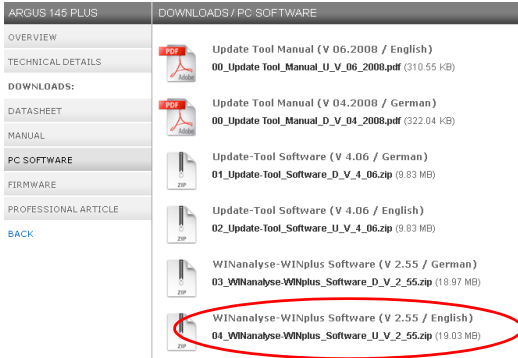 ARGUS 145 PLUS
OVERVIEW
TECHNICAL DETAILS
DOWNLOADS:
DATASHEET
MANUAL
PC SOFTWARE
FIRMWARE
PROFESSIONAL ARTICLE
BACK
DOWNLOADS / PC SOFTWARE
PDF
Adobe
Update Tool Manual (V 06.2008 / English)
00_Update Tool_Manual_U_V_06_2008.pdf (310.55 KB)
PDF
Adobe
Update Tool Manual (V 04.2008 / German)
00_Update Tool_Manual_D_V_04_2008.pdf (322.04 KB)
ZIP
Update-Tool Software (V 4.06 / German)
01_Update-Tool_Software_D_V_4_06.zip (9.83 MB)
ZIP
Update-Tool Software (V 4.06 / English)
02_Update-Tool_Software_U_V_4_06.zip (9.83 MB)
ZIP
WINanalyse-WINplus Software (V 2.55 / German)
03_WINanalyse-WINplus_Software_D_V_2_55.zip (18.97 MB)
ZIP
WINanalyse-WINplus Software (V 2.55 / English)
04_WINanalyse-WINplus_Software_U_V_2_55.zip (19.03 MB)